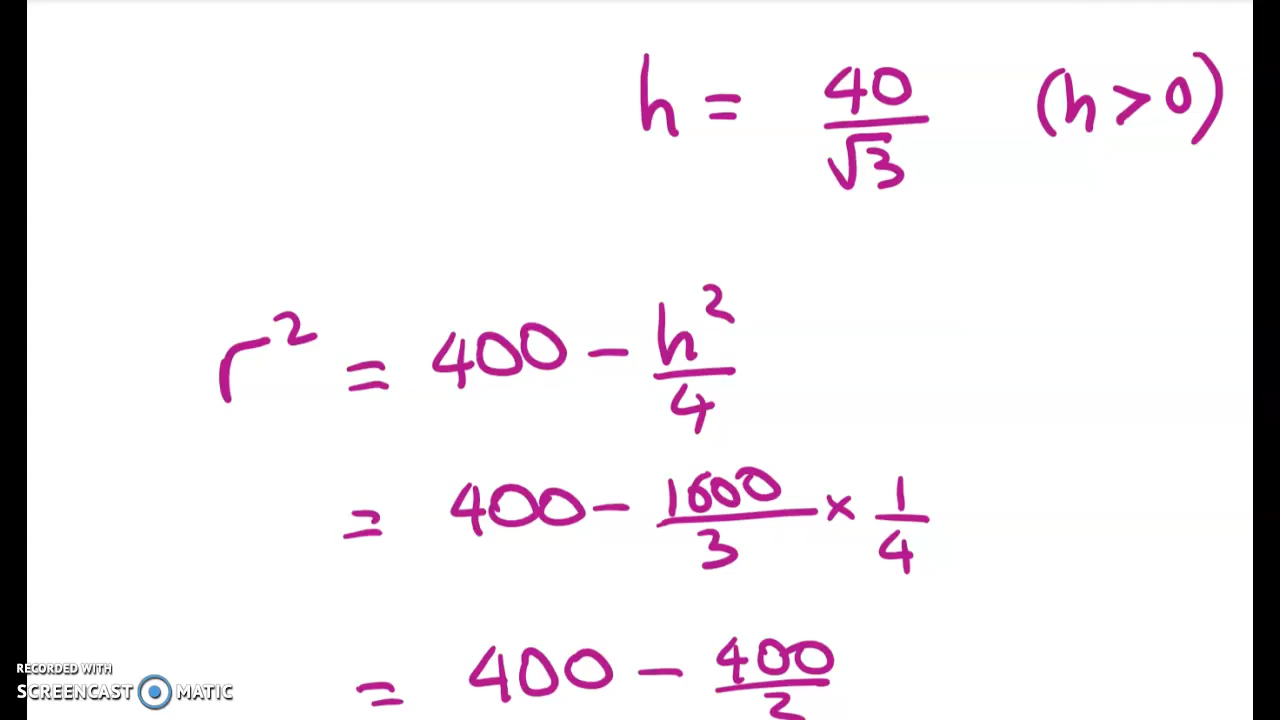 h = 40/√3 (h > 0)
r² = 400 − h²/4
= 400 − 1600/3 × 1/4
= 400 − 400/3
RECORDED WITH
SCREENCAST MATIC